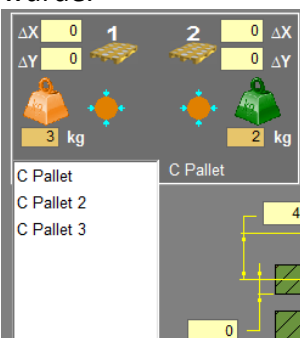 ΔX 0 1 2 0 ΔX
ΔY 0 0 ΔY
3 kg 2 kg
C Pallet C Pallet
C Pallet 2
C Pallet 3
4
0